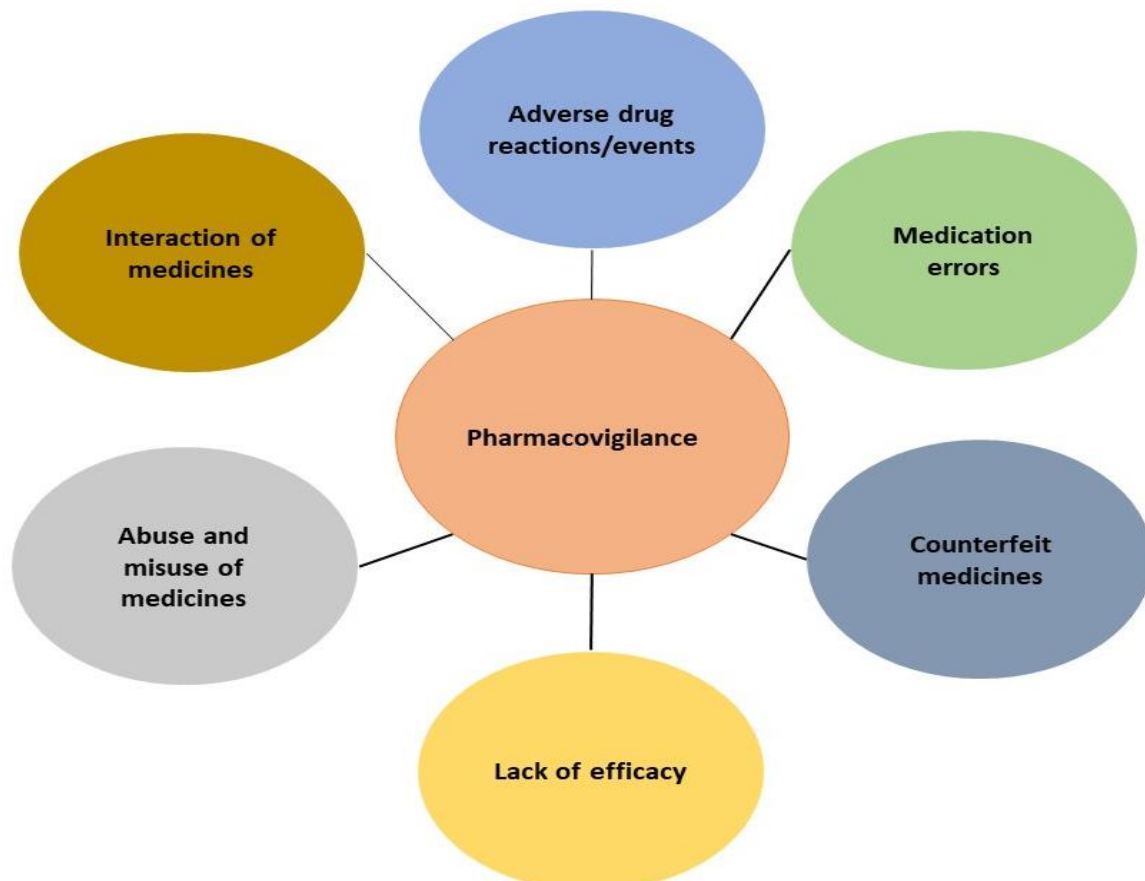 Adverse drug
reactions/events
Interaction of
medicines
Medication
errors
Pharmacovigilance
Abuse and
misuse of
medicines
Counterfeit
medicines
Lack of efficacy